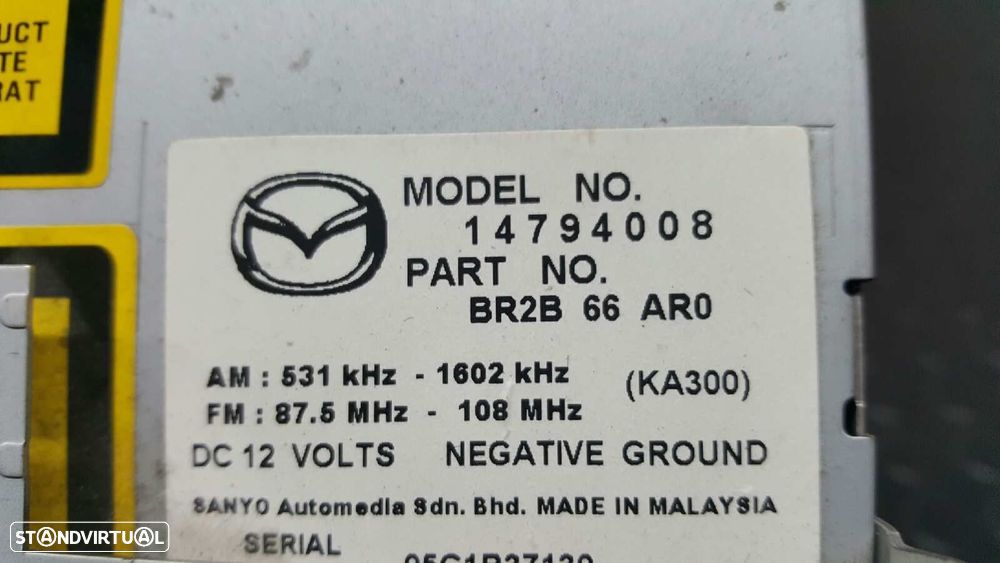 UCT
TE
RAT
MODEL NO.
14794008
PART NO.
BR2B 66 AR0
AM : 531 kHz - 1602 kHz (KA300)
FM : 87.5 MHz - 108 MHz
DC 12 VOLTS NEGATIVE GROUND
SANYO Automedia Sdn. Bhd. MADE IN MALAYSIA
SERIAL
STANDVIRTUAL